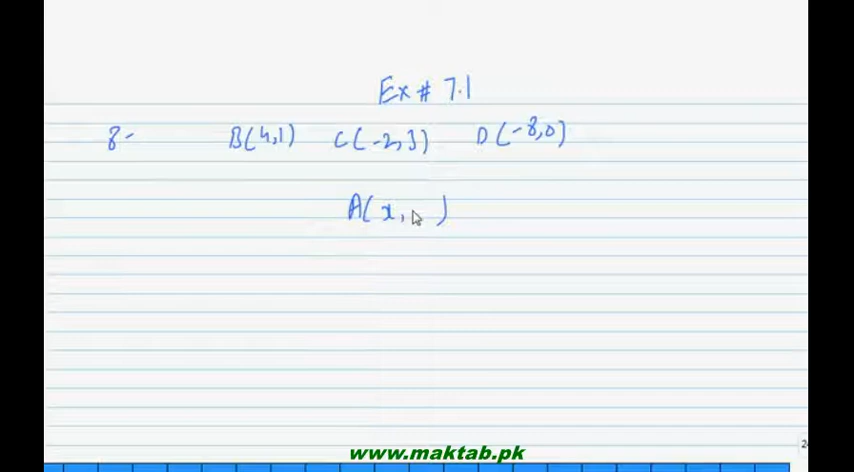 Ex # 7.1
8- B(4,1) C(-2,3) D(-8,0)
A(x, )
www.maktab.pk